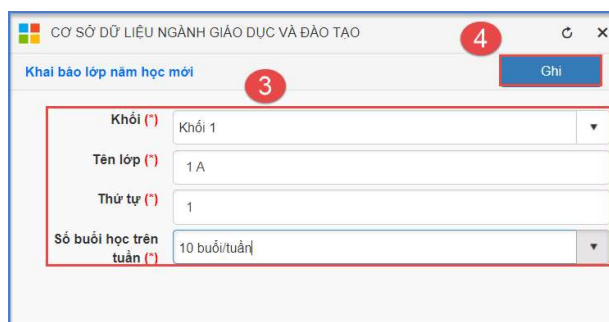 CƠ SỞ DỮ LIỆU NGÀNH GIÁO DỤC VÀ ĐÀO TẠO
4
Khai báo lớp năm học mới
Ghi
3
Khối (*)
Khối 1
Tên lớp (*)
1 A
Thứ tự (*)
1
Số buổi học trên
tuần (*)
10 buổi/tuần